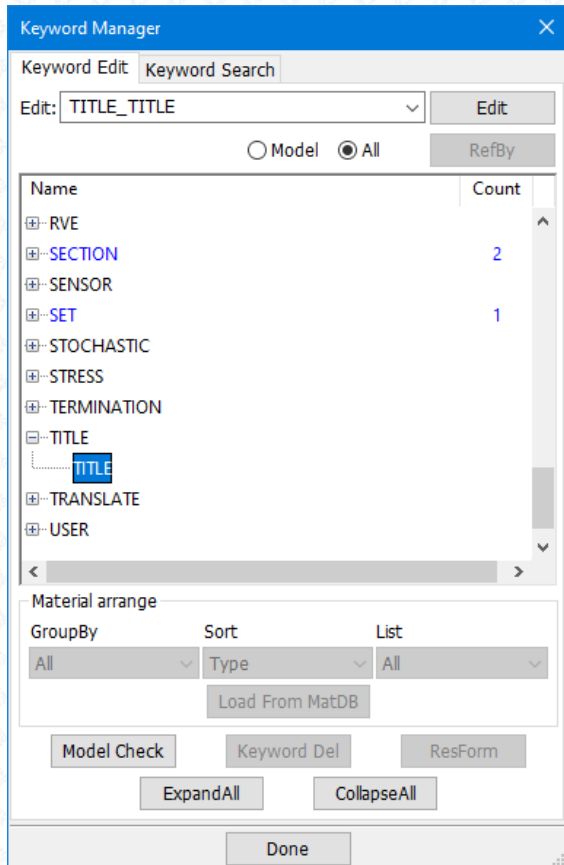 Keyword Manager
Keyword Edit Keyword Search
Edit: TITLE_TITLE Edit
Model All RefBy
Name Count
RVE
SECTION 2
SENSOR
SET 1
STOCHASTIC
STRESS
TERMINATION
TITLE
TITLE
TRANSLATE
USER
Material arrange
GroupBy Sort List
All Type All
Load From MatDB
Model Check Keyword Del ResForm
ExpandAll CollapseAll
Done